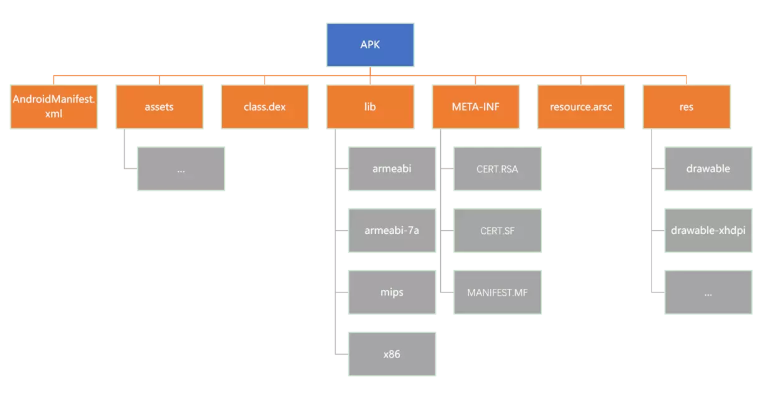 APK
AndroidManifest.
xml
assets
class.dex
lib
META-INF
resource.arsc
res
...
armeabi
CERT.RSA
drawable
armeabi-7a
CERT.SF
drawable-xhdpi
mips
MANIFEST.MF
...
x86